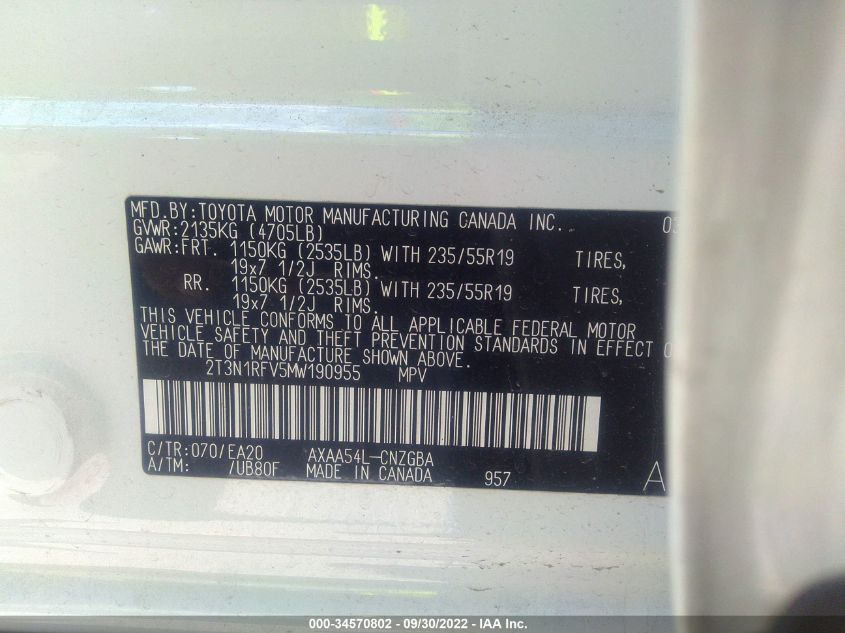 MFD.BY:TOYOTA MOTOR MANUFACTURING CANADA INC. 03
GVWR:2135KG (4705LB)
GAWR:FRT. 1150KG (2535LB) WITH 235/55R19 TIRES,
19x7 1/2J RIMS.
RR. 1150KG (2535LB) WITH 235/55R19 TIRES,
19x7 1/2J RIMS.
THIS VEHICLE CONFORMS TO ALL APPLICABLE FEDERAL MOTOR
VEHICLE SAFETY AND THEFT PREVENTION STANDARDS IN EFFECT O
THE DATE OF MANUFACTURE SHOWN ABOVE.
2T3N1RFV5MW190955 MPV
C/TR:070/EA20 AXAA54L-CNZGBA
A/TM: /UB80F MADE IN CANADA 957 A
000-34570802 - 09/30/2022 - IAA Inc.